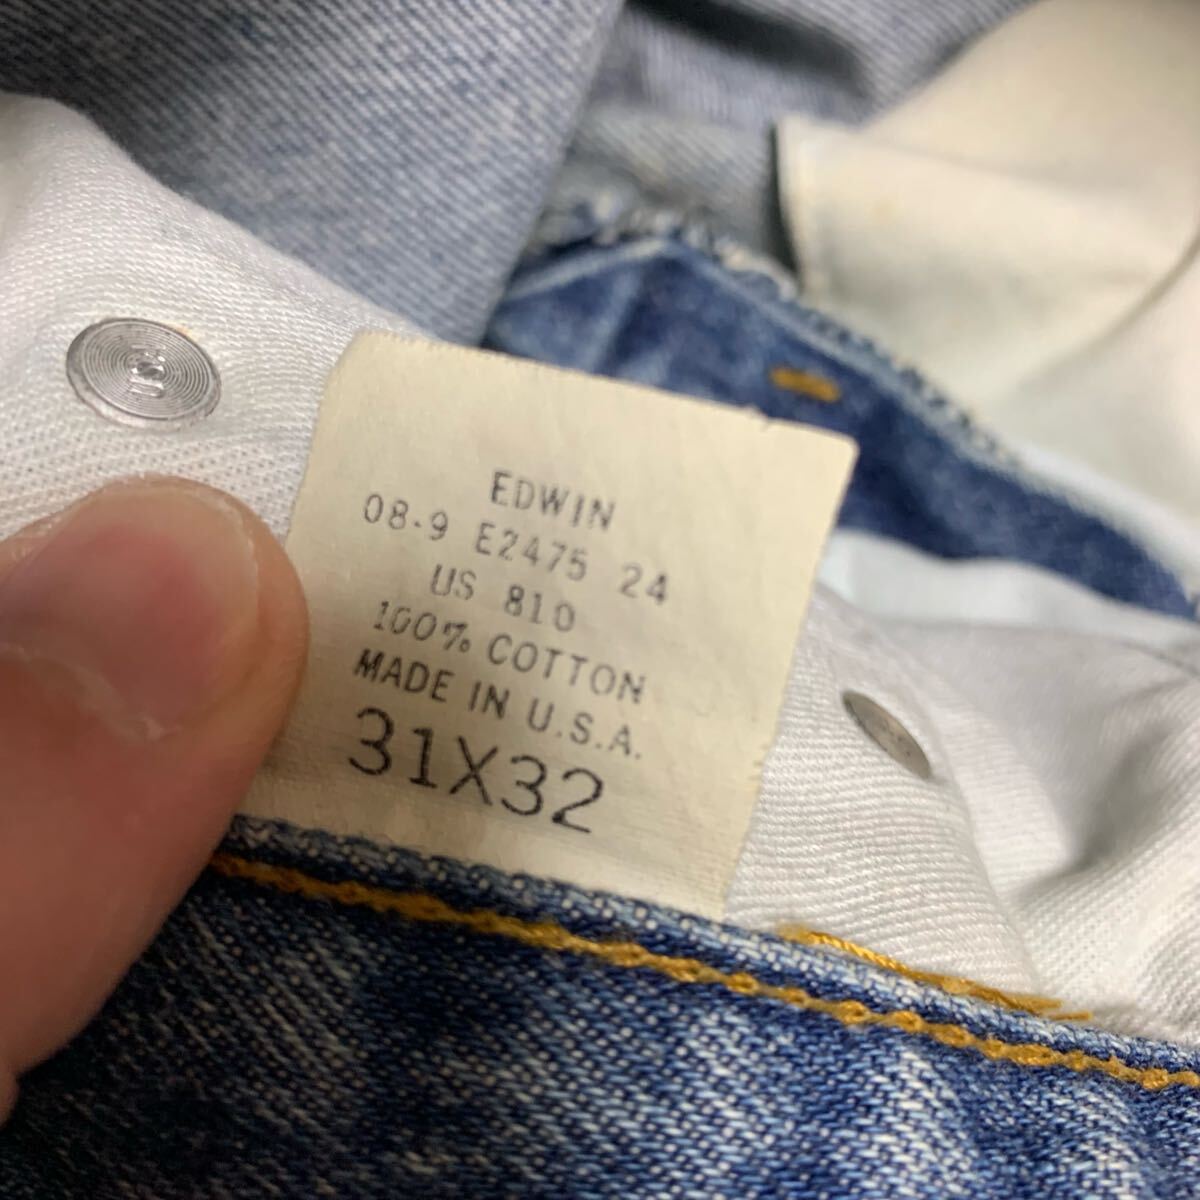 EDWIN
08-9 E2475 24
US 810
100% COTTON
MADE IN U.S.A.
31X32